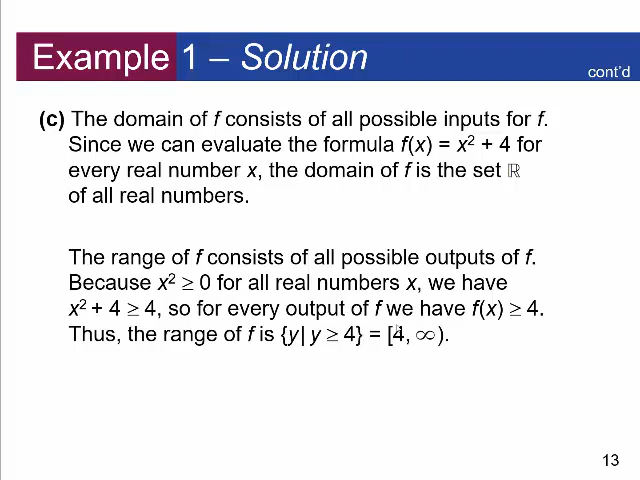 Example 1 – Solution
cont'd
(c) The domain of f consists of all possible inputs for f.
Since we can evaluate the formula f(x) = x² + 4 for
every real number x, the domain of f is the set ℝ
of all real numbers.
The range of f consists of all possible outputs of f.
Because x² ≥ 0 for all real numbers x, we have
x² + 4 ≥ 4, so for every output of f we have f(x) ≥ 4.
Thus, the range of f is {y | y ≥ 4} = [4, ∞).
13